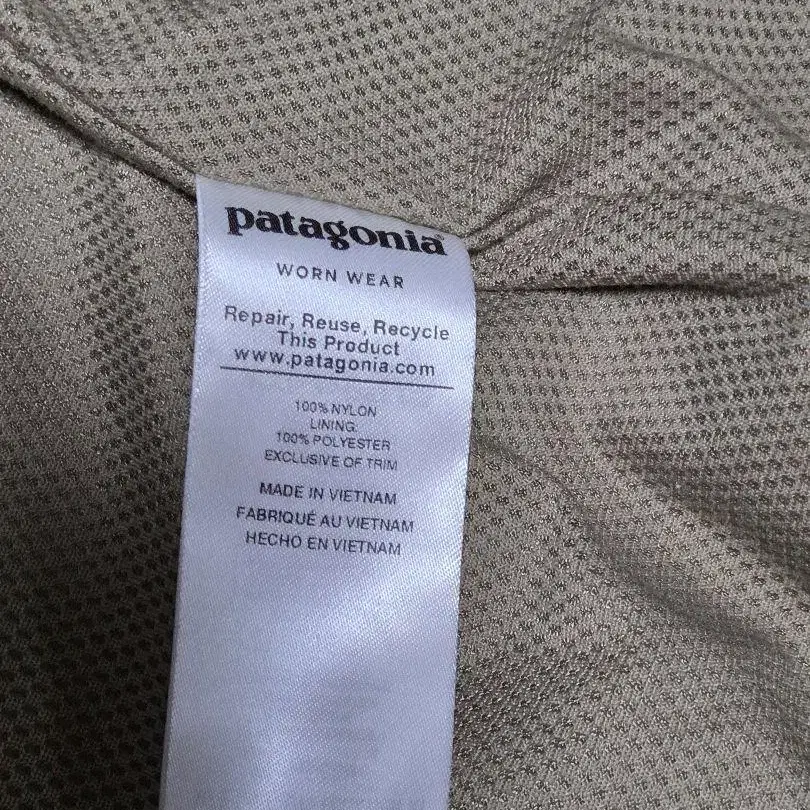 patagonia®
WORN WEAR
Repair, Reuse, Recycle
This Product
www.patagonia.com
100% NYLON
LINING:
100% POLYESTER
EXCLUSIVE OF TRIM
MADE IN VIETNAM
FABRIQUÉ AU VIETNAM
HECHO EN VIETNAM